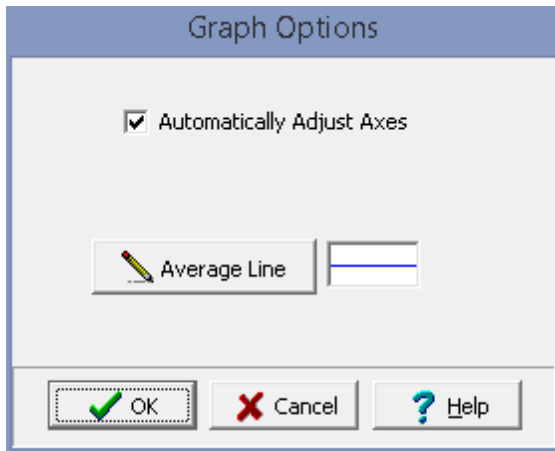 Graph Options
Automatically Adjust Axes
Average Line
OK Cancel Help